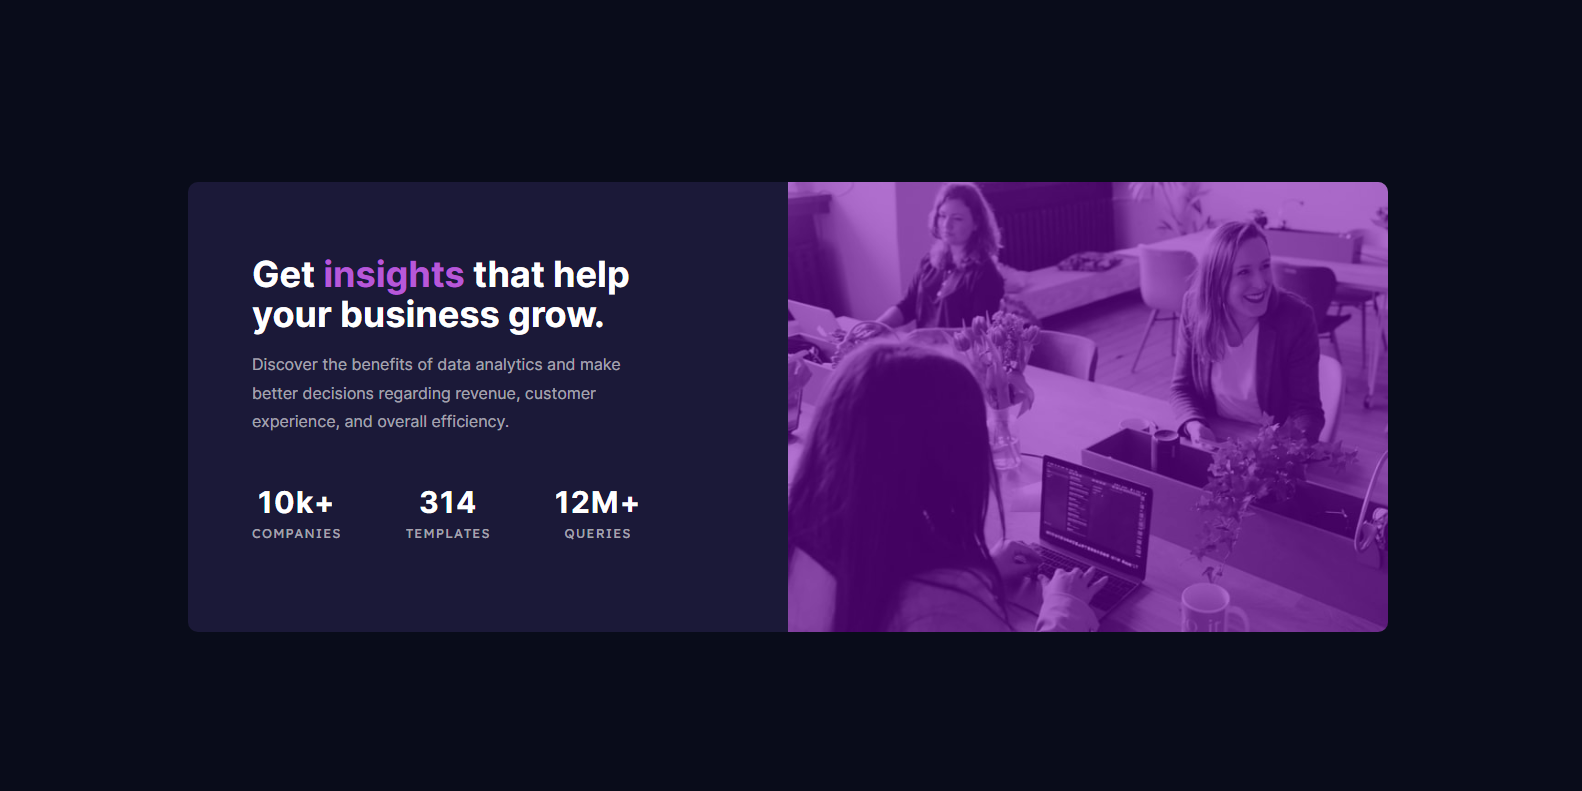 Get insights that help
your business grow.
Discover the benefits of data analytics and make
better decisions regarding revenue, customer
experience, and overall efficiency.
10k+ 314 12M+
COMPANIES TEMPLATES QUERIES